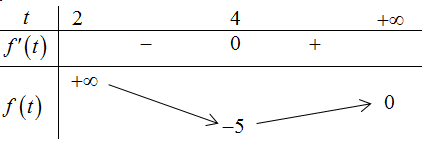 t 2 4 +∞
f'(t) − 0 +
+∞
f(t) 0
−5